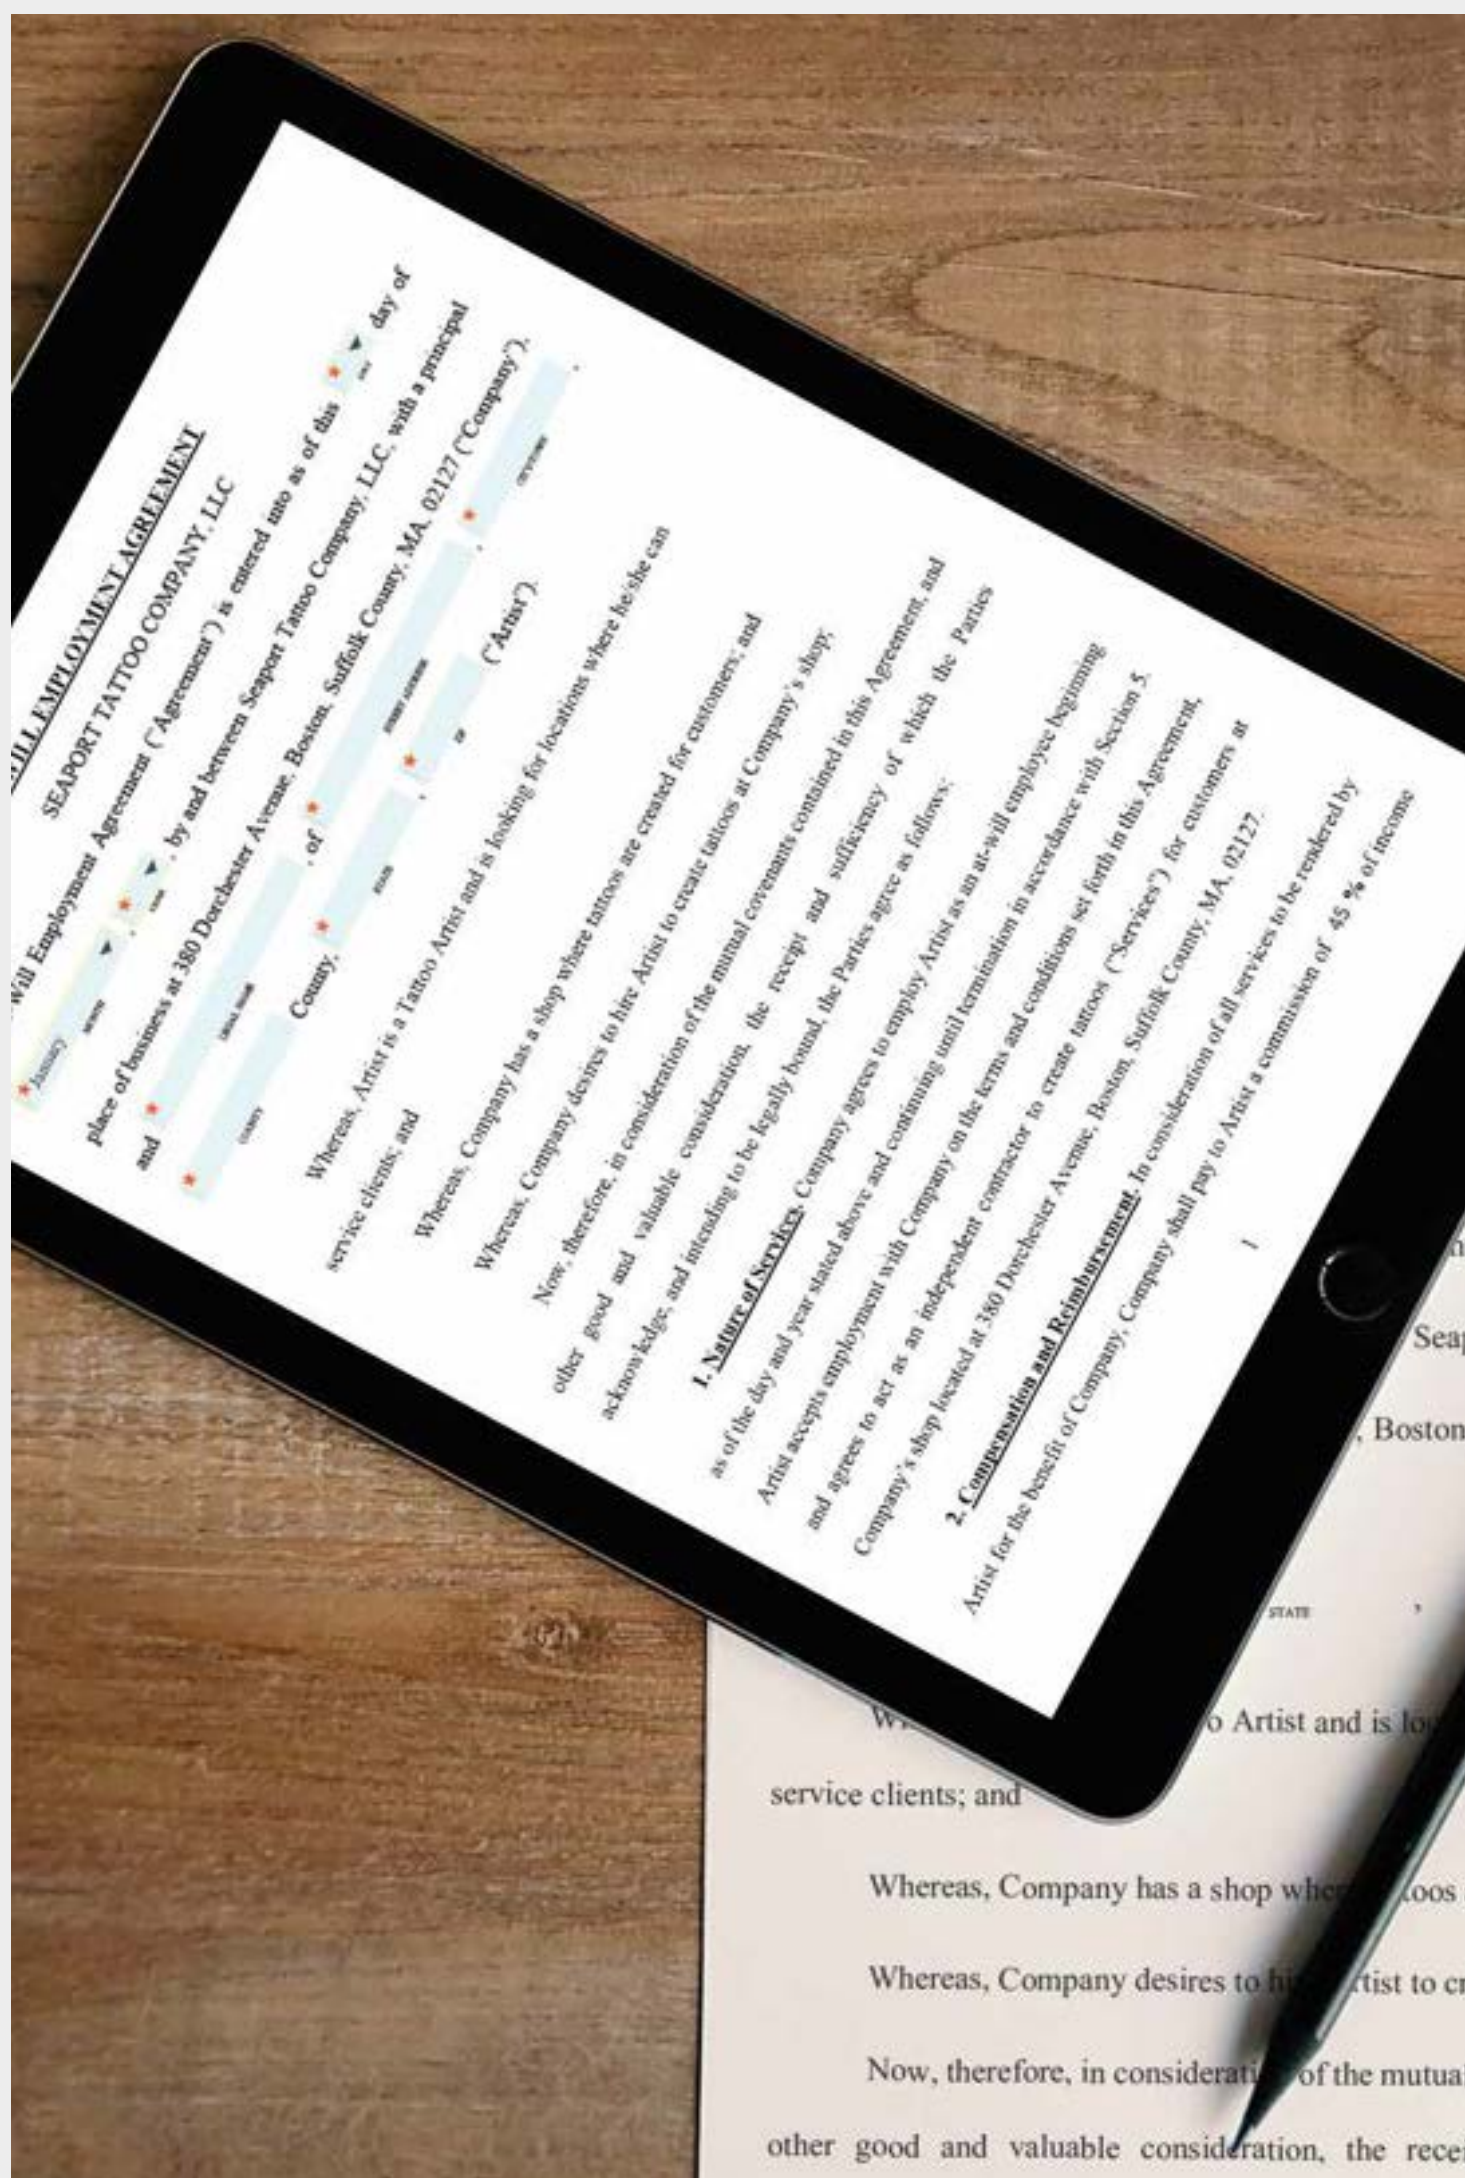 WILL EMPLOYMENT AGREEMENT
SEAPORT TATTOO COMPANY, LLC
Will Employment Agreement ("Agreement") is entered into as of this DAY day of
January MONTH , YEAR , by and between Seaport Tattoo Company, LLC, with a principal
place of business at 380 Dorchester Avenue, Boston, Suffolk County, MA. 02127 ("Company"),
and LEGAL NAME , of STREET ADDRESS , CITY/TOWN ,
COUNTY County, STATE , ZIP ("Artist").
Whereas, Artist is a Tattoo Artist and is looking for locations where he/she can
service clients; and
Whereas, Company has a shop where tattoos are created for customers; and
Whereas, Company desires to hire Artist to create tattoos at Company's shop;
Now, therefore, in consideration of the mutual covenants contained in this Agreement, and
other good and valuable consideration, the receipt and sufficiency of which the Parties
acknowledge, and intending to be legally bound, the Parties agree as follows:
1. Nature of Services. Company agrees to employ Artist as an at-will employee beginning
as of the day and year stated above and continuing until termination in accordance with Section 5.
Artist accepts employment with Company on the terms and conditions set forth in this Agreement,
and agrees to act as an independent contractor to create tattoos ("Services") for customers at
Company's shop located at 380 Dorchester Avenue, Boston, Suffolk County, MA, 02127.
2. Compensation and Reimbursement. In consideration of all services to be rendered by
Artist for the benefit of Company, Company shall pay to Artist a commission of 45 % of income
1
, Boston
STATE ,
o Artist and is
service clients; and
Whereas, Company has a shop
Whereas, Company desires to
Now, therefore, in of the
other good and valuable consideration, the